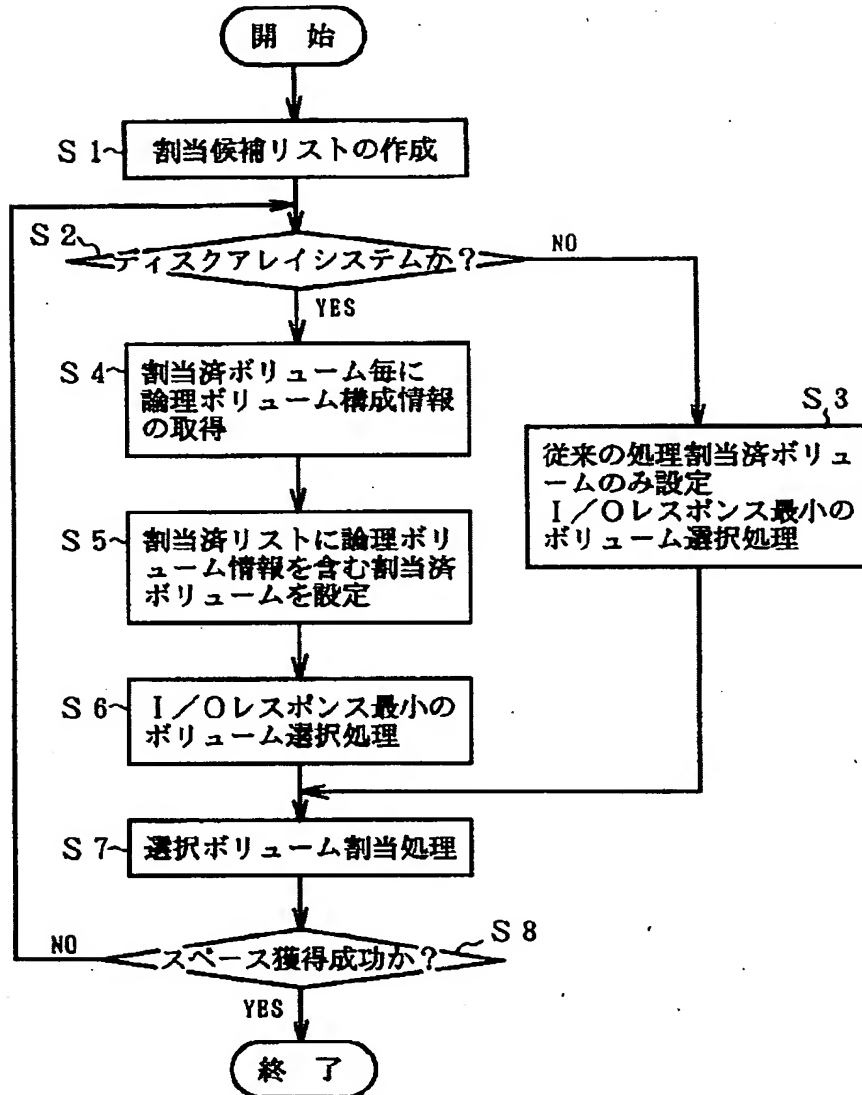 開 始
S1
割当候補リストの作成
S2
ディスクアレイシステムか?
NO
YES
S4
割当済ボリューム毎に
論理ボリューム構成情報
の取得
S3
従来の処理割当済ボリュ
ームのみ設定
I/Oレスポンス最小の
ボリューム選択処理
S5
割当済リストに論理ボリ
ューム情報を含む割当済
ボリュームを設定
S6
I/Oレスポンス最小の
ボリューム選択処理
S7
選択ボリューム割当処理
S8
スペース獲得成功か?
NO
YES
終 了